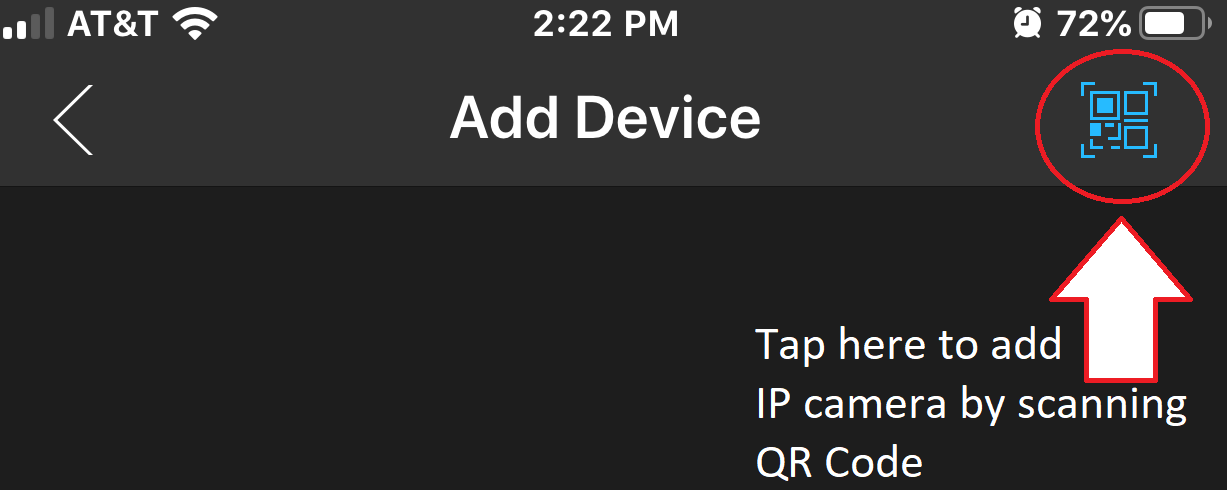 AT&T 2:22 PM 72%
Add Device
Tap here to add
IP camera by scanning
QR Code